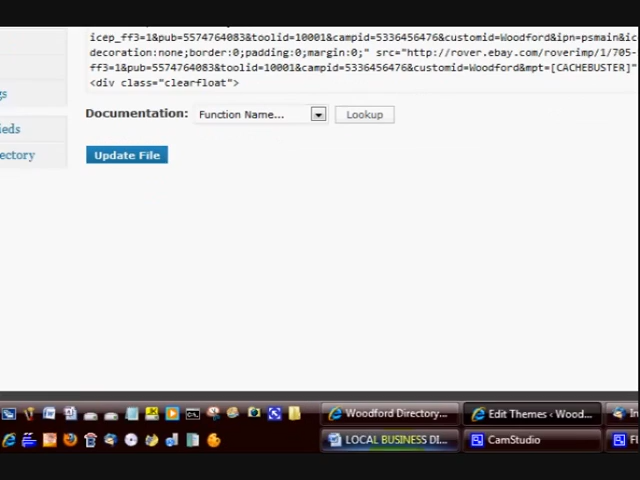 icep_ff3=1&pub=5574764083&toolid=10001&campid=5336456476&customid=Woodford&ipn=psmain&ic
decoration:none;border:0;padding:0;margin:0;" src="http://rover.ebay.com/roverimp/1/705-
ff3=1&pub=5574764083&toolid=10001&campid=5336456476&customid=Woodford&mpt=[CACHEBUSTER]"
<div class="clearfloat">
gs
ieds
ectory
Documentation: Function Name... Lookup
Update File
Woodford Directory... Edit Themes ‹ Wood... In
LOCAL BUSINESS DI... CamStudio Fl